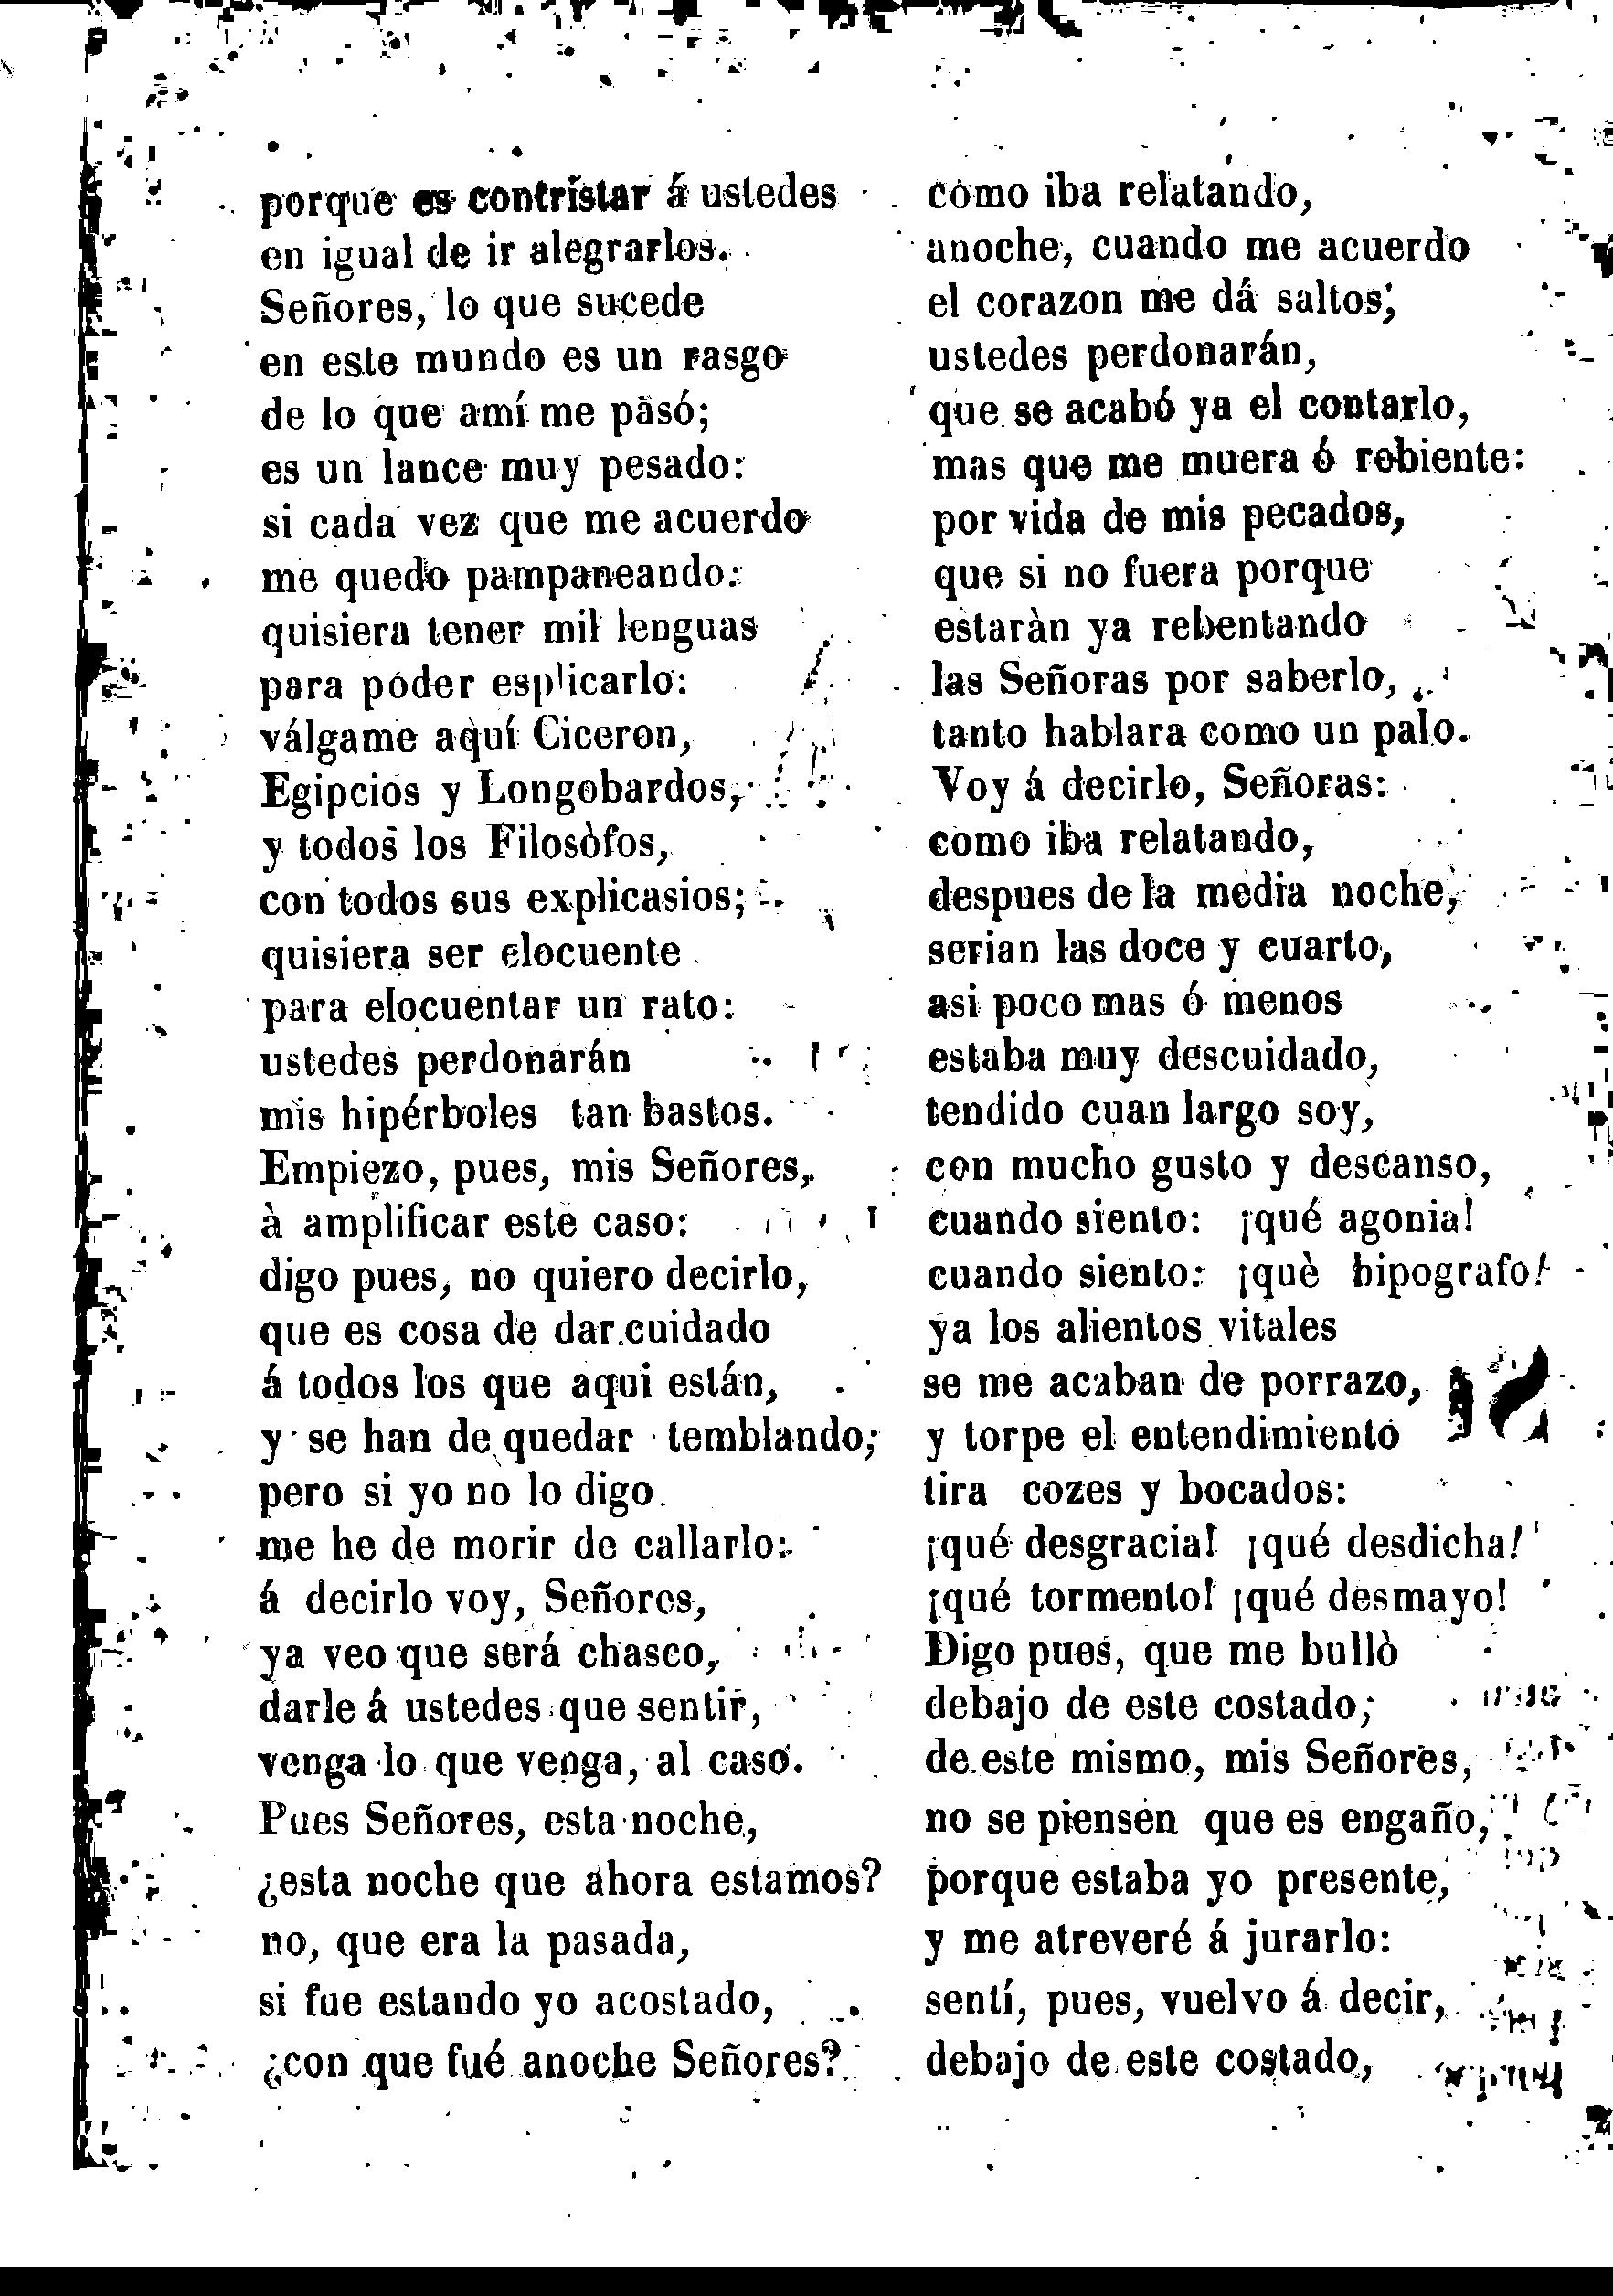 porque es contrístar á ustedes
en igual de ir alegrarlos.
Señores, lo que sucede
en este mundo es un rasgo
de lo que amí me pasó;
es un lance muy pesado:
si cada vez que me acuerdo
me quedo pampaneando:
quisiera tener mil lenguas
para poder esplicarlo:
válgame aquí Ciceron,
Egipcios y Longobardos,
y todos los Filosòfos,
con todos sus explicasios;
quisiera ser elocuente
para elocuentar un rato:
ustedes perdonarán
mis hipérboles tan bastos.
Empiezo, pues, mis Señores,
à amplificar este caso:
digo pues, no quiero decirlo,
que es cosa de dar cuidado
á todos los que aqui están,
y se han de quedar temblando;
pero si yo no lo digo
me he de morir de callarlo:
á decirlo voy, Señores,
ya veo que será chasco,
darle á ustedes que sentir,
venga lo que venga, al caso.
Pues Señores, esta noche,
¿esta noche que ahora estamos?
no, que era la pasada,
si fue estando yo acostado,
¿con que fué anoche Señores?
como iba relatando,
anoche, cuando me acuerdo
el corazon me dá saltos;
ustedes perdonarán,
que se acabó ya el contarlo,
mas que me muera ó rebiente:
por vida de mis pecados,
que si no fuera porque
estaràn ya rebentando
las Señoras por saberlo,
tanto hablara como un palo.
Voy á decirlo, Señoras:
como iba relatando,
despues de la media noche,
serian las doce y cuarto,
asi poco mas ó menos
estaba muy descuidado,
tendido cuan largo soy,
con mucho gusto y descanso,
cuando siento: ¡qué agonia!
cuando siento: ¡què hipografo!
ya los alientos vitales
se me acaban de porrazo,
y torpe el entendimiento
tira cozes y bocados:
¡qué desgracia! ¡qué desdicha!
¡qué tormento! ¡qué desmayo!
Digo pues, que me bullò
debajo de este costado;
de este mismo, mis Señores,
no se piensen que es engaño,
porque estaba yo presente,
y me atreveré á jurarlo:
sentí, pues, vuelvo á decir,
debajo de este costado,